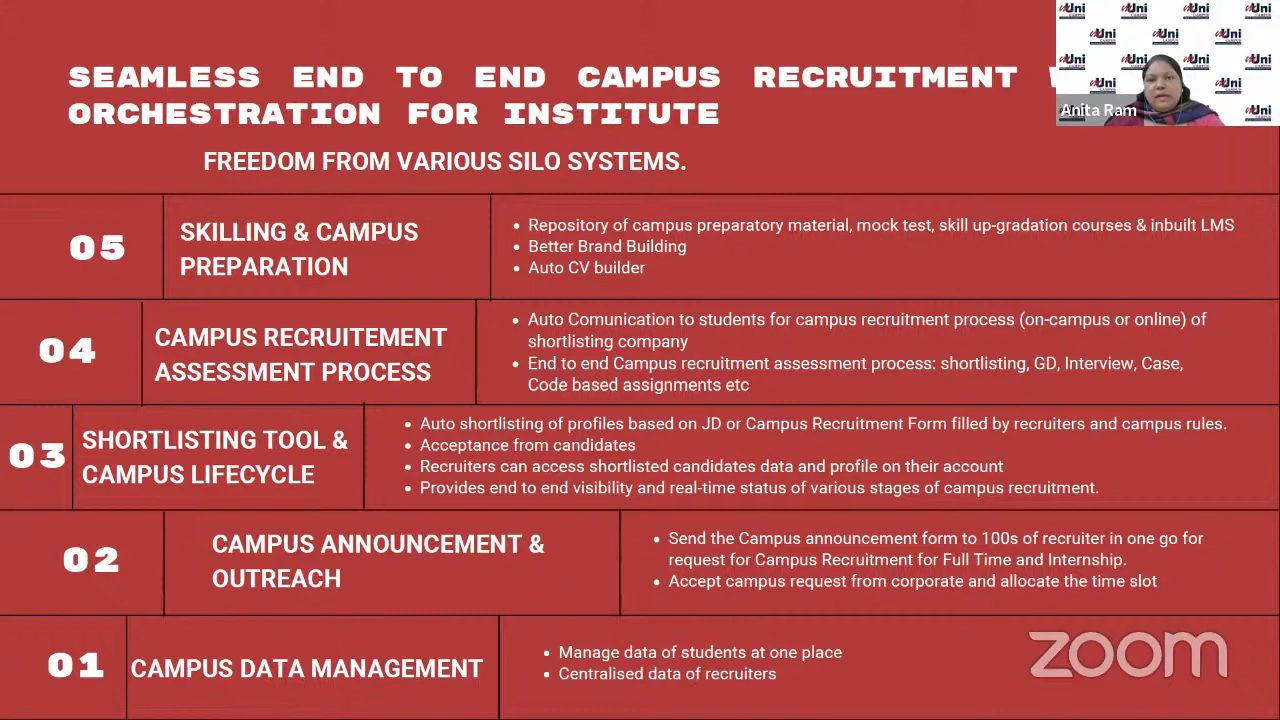 SEAMLESS END TO END CAMPUS RECRUITMENT
ORCHESTRATION FOR INSTITUTE
FREEDOM FROM VARIOUS SILO SYSTEMS.
Uni
CAMPUS
Anita Ram
05
SKILLING & CAMPUS
PREPARATION
• Repository of campus preparatory material, mock test, skill up-gradation courses & inbuilt LMS
• Better Brand Building
• Auto CV builder
04
CAMPUS RECRUITEMENT
ASSESSMENT PROCESS
• Auto Comunication to students for campus recruitment process (on-campus or online) of
shortlisting company
• End to end Campus recruitment assessment process: shortlisting, GD, Interview, Case,
Code based assignments etc
03
SHORTLISTING TOOL &
CAMPUS LIFECYCLE
• Auto shortlisting of profiles based on JD or Campus Recruitment Form filled by recruiters and campus rules.
• Acceptance from candidates
• Recruiters can access shortlisted candidates data and profile on their account
• Provides end to end visibility and real-time status of various stages of campus recruitment.
02
CAMPUS ANNOUNCEMENT &
OUTREACH
• Send the Campus announcement form to 100s of recruiter in one go for
request for Campus Recruitment for Full Time and Internship.
• Accept campus request from corporate and allocate the time slot
01
CAMPUS DATA MANAGEMENT
• Manage data of students at one place
• Centralised data of recruiters
zoom